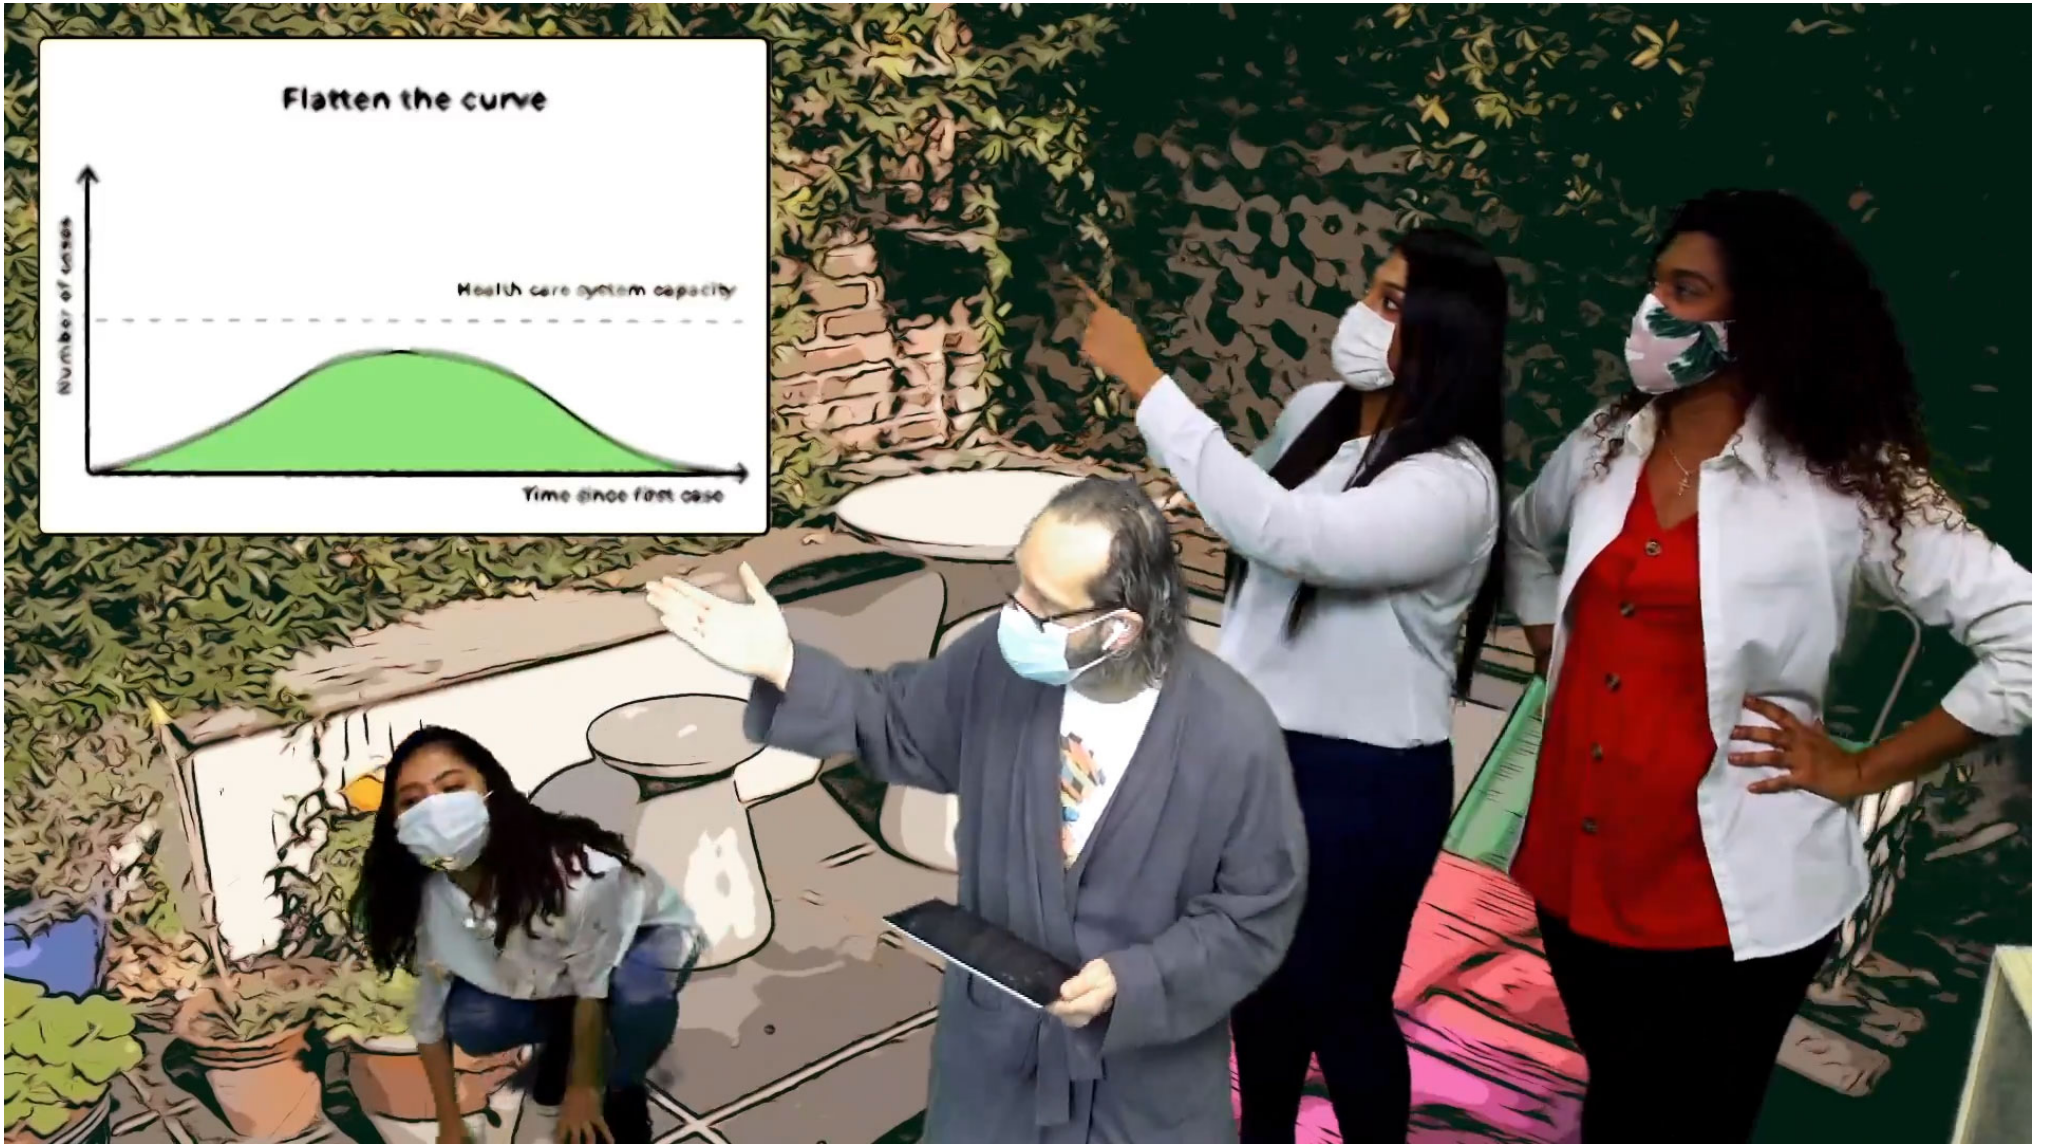 Flatten the curve
Number of cases
Health care system capacity
Time since first case